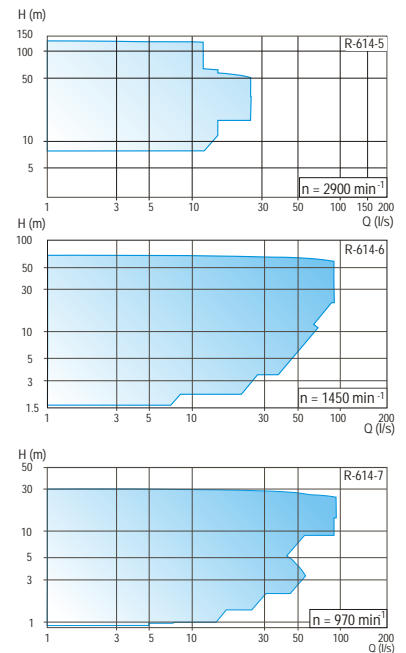 H (m)
150
R-614-5
100
50
10
5
n = 2900 min-1
1 3 5 10 30 50 100 150 200
Q (l/s)
H (m)
100
R-614-6
50
30
10
5
3
n = 1450 min -1
1.5
1 3 5 10 30 50 100 200
Q (l/s)
H (m)
50
R-614-7
30
10
5
3
1
n = 970 min1
1 3 5 10 30 50 100 200
Q (l/s)